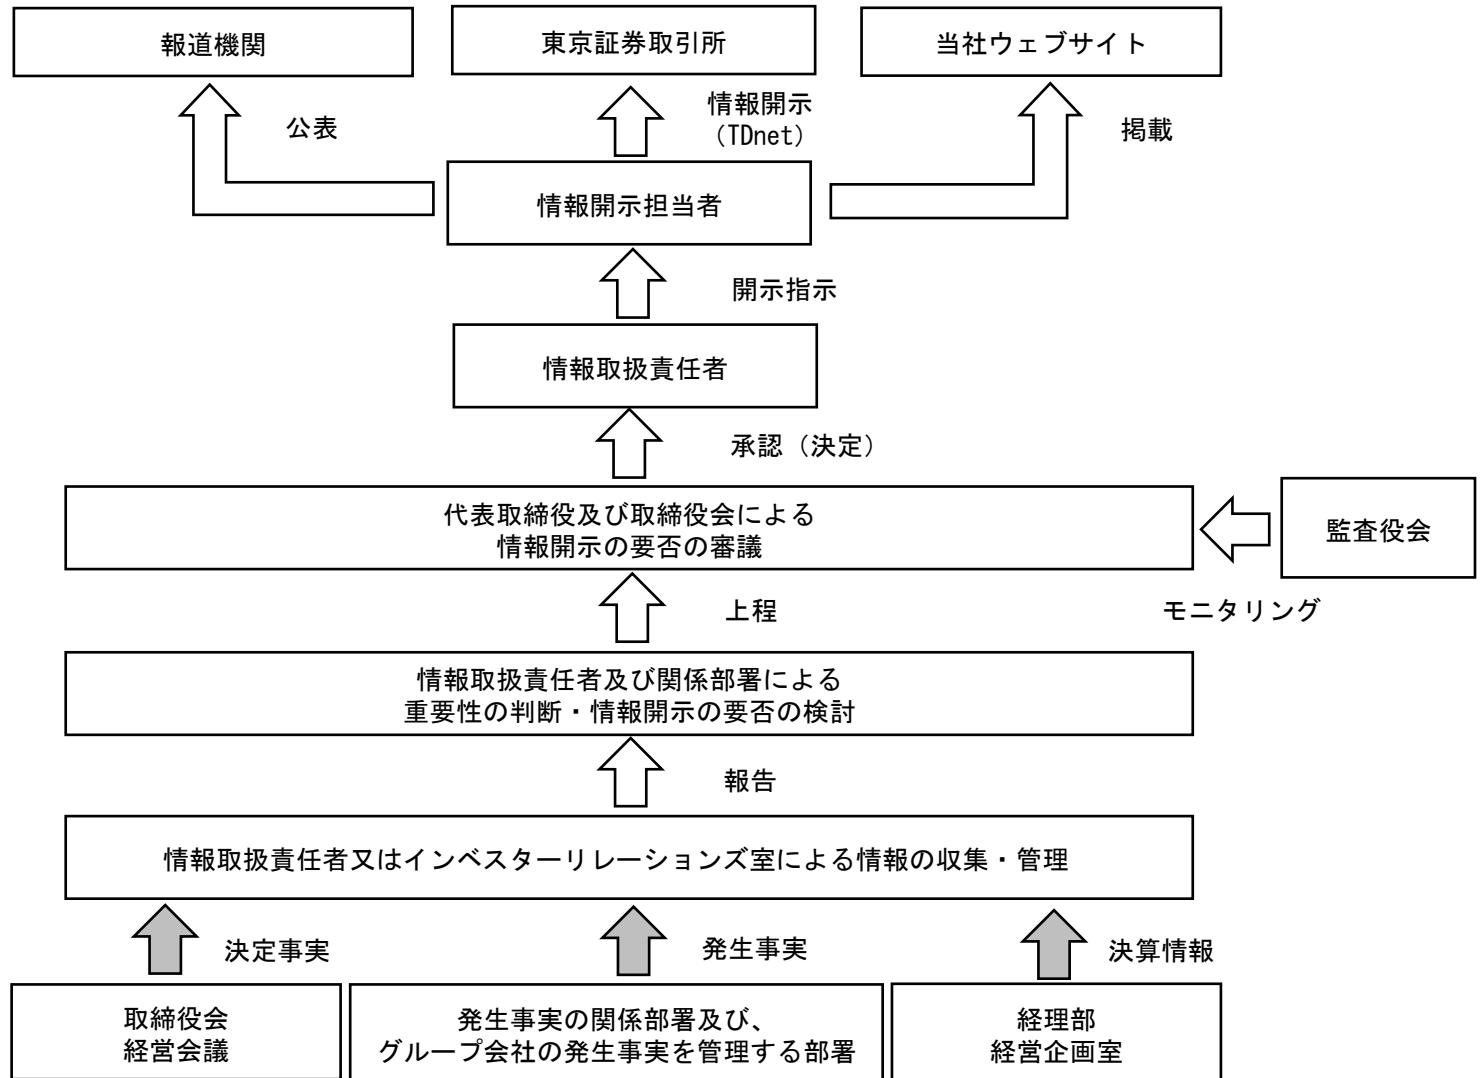 報道機関
東京証券取引所
当社ウェブサイト
公表
情報開示
（TDnet）
掲載
情報開示担当者
開示指示
情報取扱責任者
承認（決定）
代表取締役及び取締役会による
情報開示の要否の審議
監査役会
上程
モニタリング
情報取扱責任者及び関係部署による
重要性の判断・情報開示の要否の検討
報告
情報取扱責任者又はインベスターリレーションズ室による情報の収集・管理
決定事実
発生事実
決算情報
取締役会
経営会議
発生事実の関係部署及び、
グループ会社の発生事実を管理する部署
経理部
経営企画室